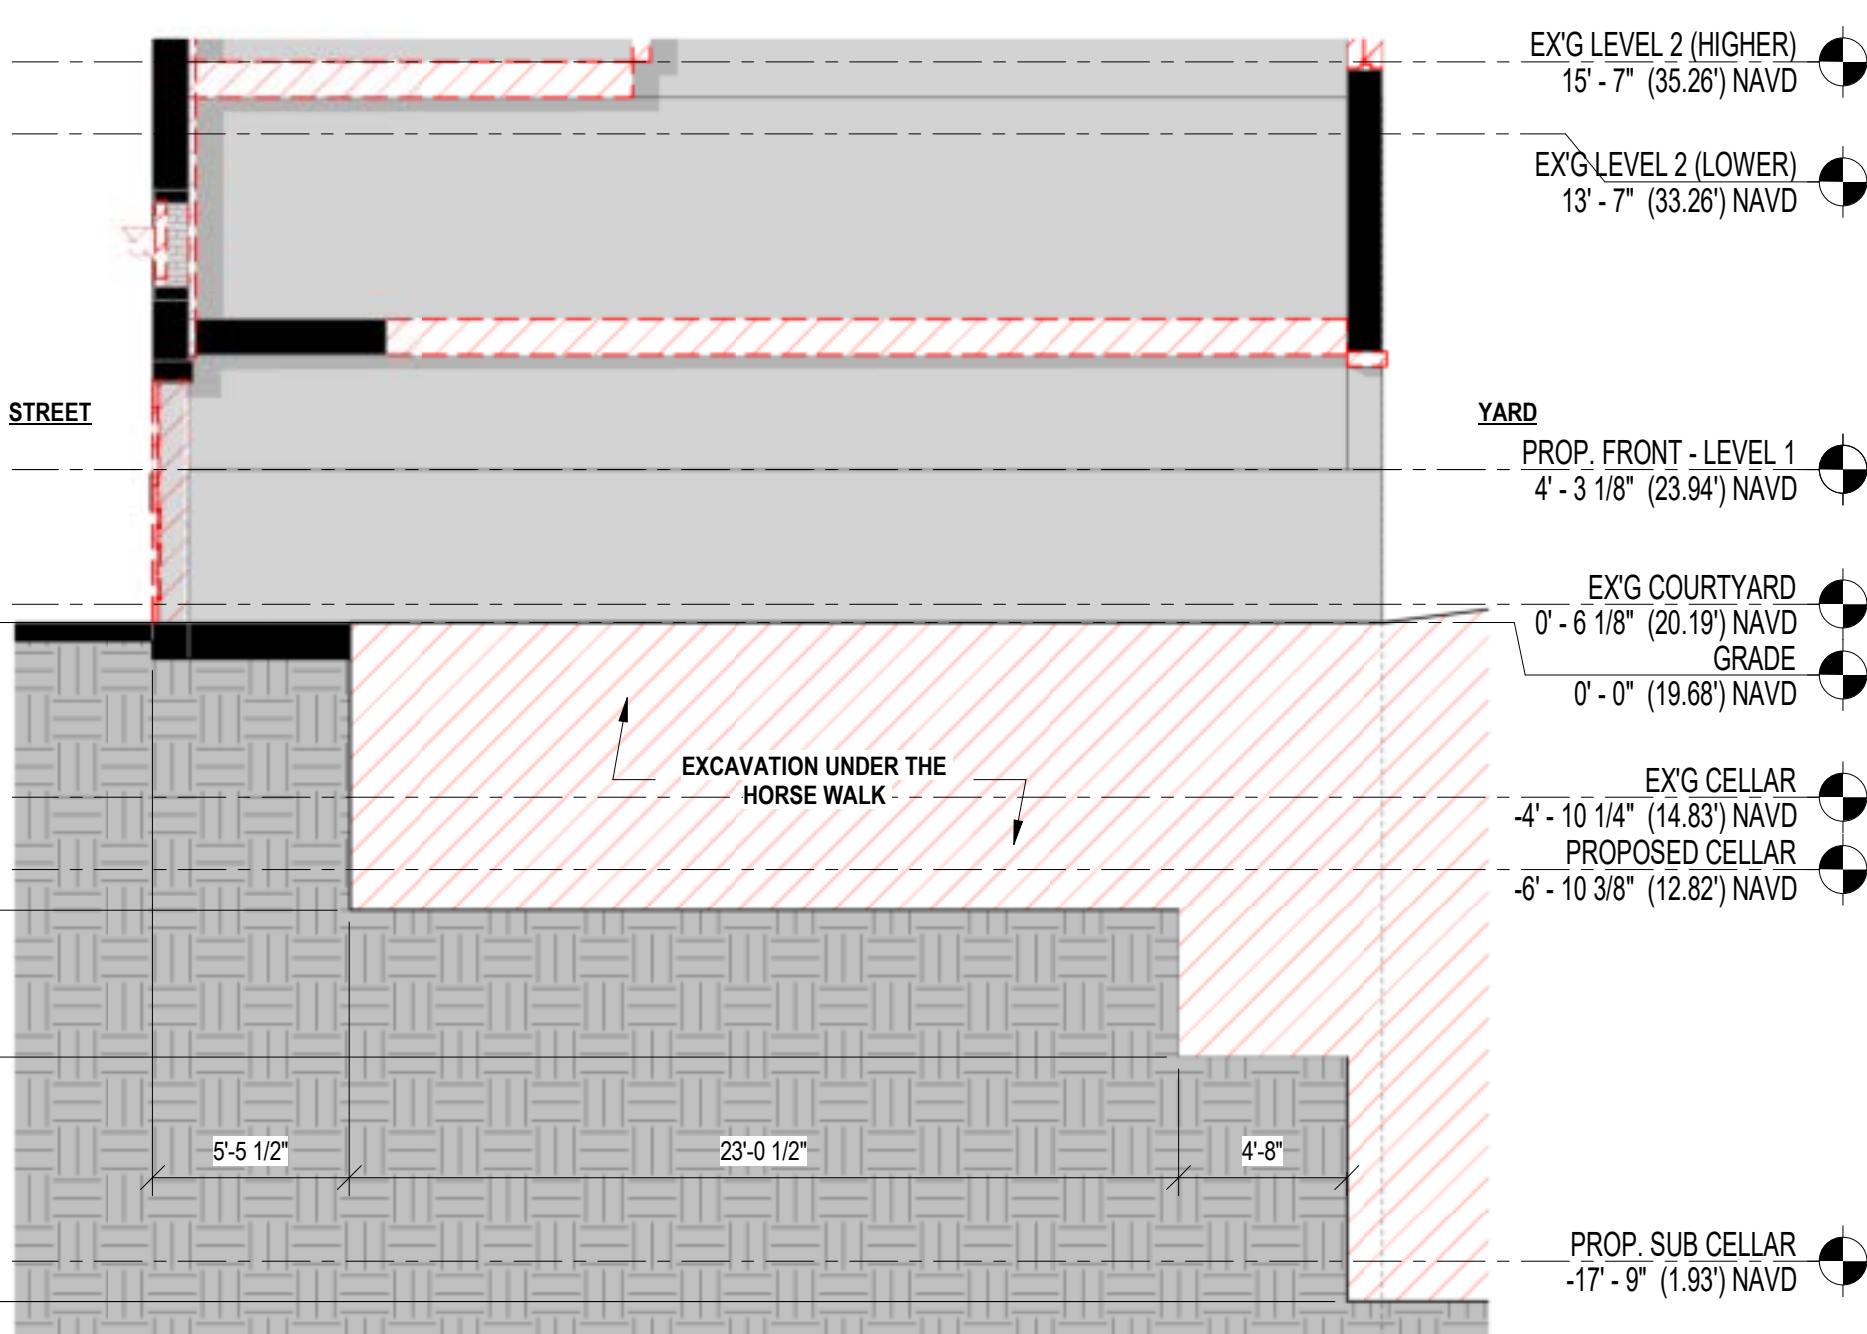 EX'G LEVEL 2 (HIGHER)
15' - 7" (35.26') NAVD
EX'G LEVEL 2 (LOWER)
13' - 7" (33.26') NAVD
STREET
YARD
PROP. FRONT - LEVEL 1
4' - 3 1/8" (23.94') NAVD
EX'G COURTYARD
0' - 6 1/8" (20.19') NAVD
GRADE
0' - 0" (19.68') NAVD
EXCAVATION UNDER THE
HORSE WALK
EX'G CELLAR
-4' - 10 1/4" (14.83') NAVD
PROPOSED CELLAR
-6' - 10 3/8" (12.82') NAVD
5'-5 1/2"
23'-0 1/2"
4'-8"
PROP. SUB CELLAR
-17' - 9" (1.93') NAVD